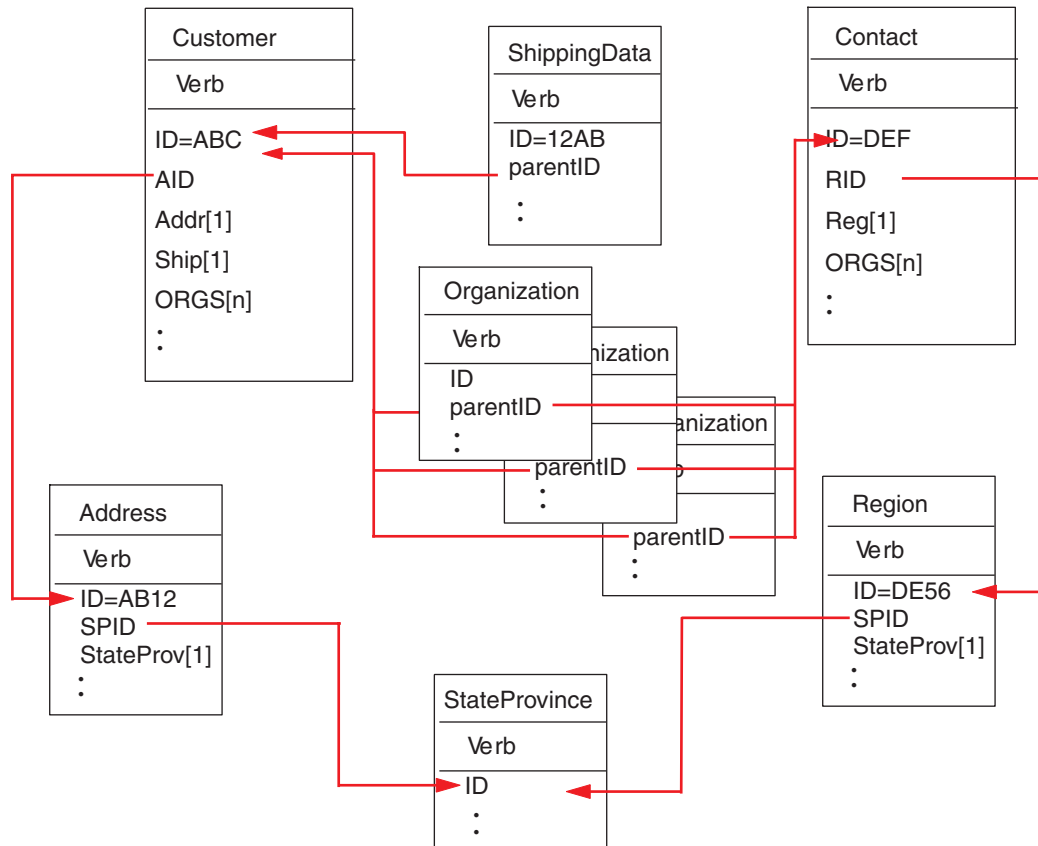 Customer
Verb
ID=ABC
AID
Addr[1]
Ship[1]
ORGS[n]
:
ShippingData
Verb
ID=12AB
parentID
:
Contact
Verb
ID=DEF
RID
Reg[1]
ORGS[n]
:
Organization
Verb
ID
parentID
:
nization
parentID
:
anization
parentID
:
Address
Verb
ID=AB12
SPID
StateProv[1]
:
Region
Verb
ID=DE56
SPID
StateProv[1]
:
StateProvince
Verb
ID
: